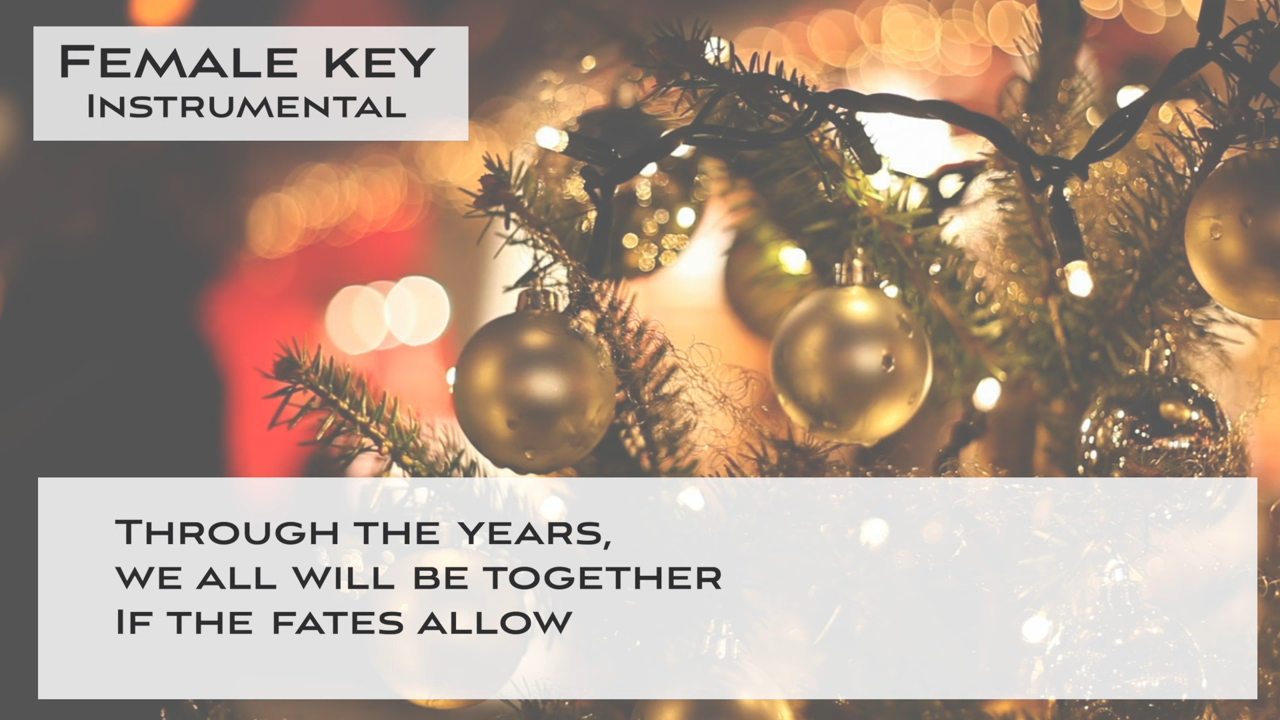 Female key
Instrumental
Through the years,
we all will be together
If the fates allow